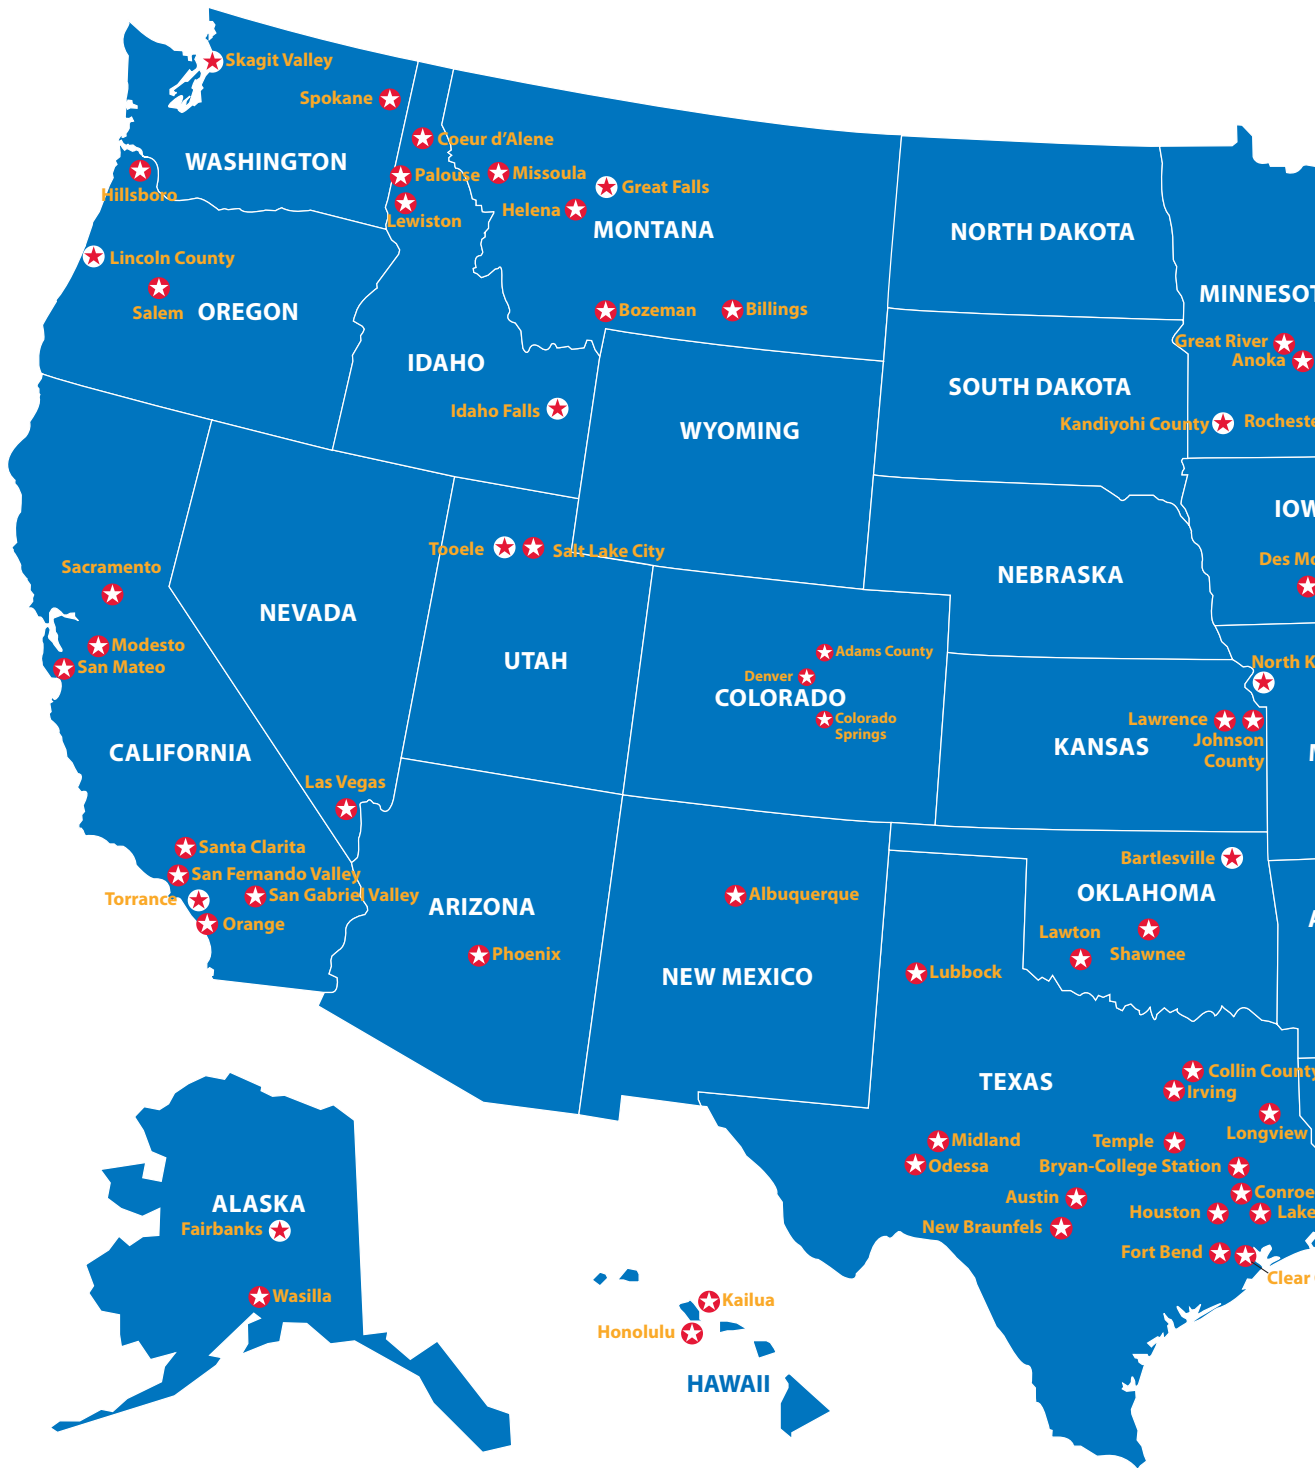 Skagit Valley
Spokane
Coeur d’Alene
WASHINGTON
Palouse
Missoula
Great Falls
Hillsboro
Lewiston
Helena
MONTANA
NORTH DAKOTA
Lincoln County
Salem
OREGON
MINNESOT
Bozeman
Billings
Great River
Anoka
IDAHO
SOUTH DAKOTA
Idaho Falls
WYOMING
Kandiyohi County
Rocheste
IOW
Tooele
Salt Lake City
Des Mo
Sacramento
NEBRASKA
NEVADA
Modesto
San Mateo
UTAH
Adams County
Denver
COLORADO
Colorado
Springs
North K
Lawrence
Johnson
County
KANSAS
CALIFORNIA
Las Vegas
Santa Clarita
San Fernando Valley
Torrance
San Gabriel Valley
Orange
ARIZONA
Phoenix
Albuquerque
NEW MEXICO
Bartlesville
OKLAHOMA
Lawton
Shawnee
Lubbock
TEXAS
Collin County
Irving
Longview
Midland
Odessa
Temple
Bryan-College Station
Austin
Conroe
Houston
Lake
New Braunfels
Fort Bend
Clear
ALASKA
Fairbanks
Wasilla
Kailua
Honolulu
HAWAII